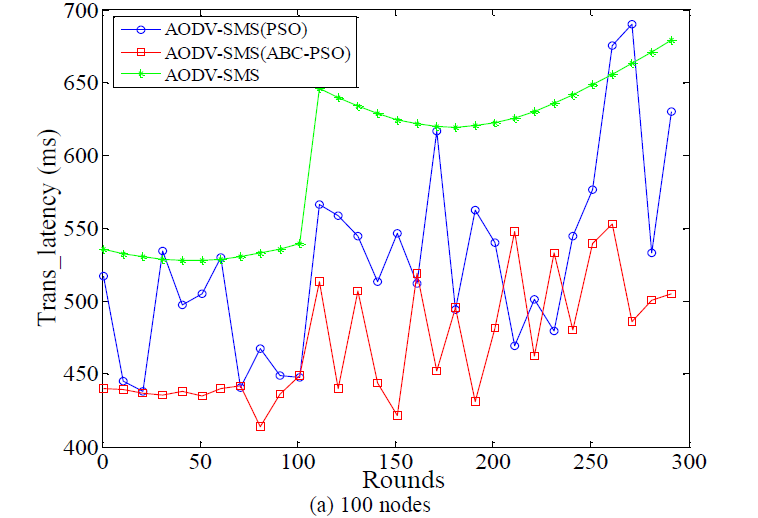 700
650
600
550
500
450
400
Trans_latency (ms)
AODV-SMS(PSO)
AODV-SMS(ABC-PSO)
AODV-SMS
0
50
100
150
200
250
300
Rounds
(a) 100 nodes